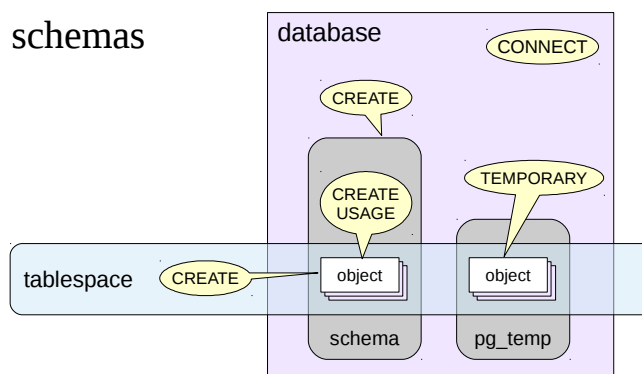 schemas
database
CONNECT
CREATE
CREATE
USAGE
TEMPORARY
tablespace
CREATE
object
object
schema
pg_temp